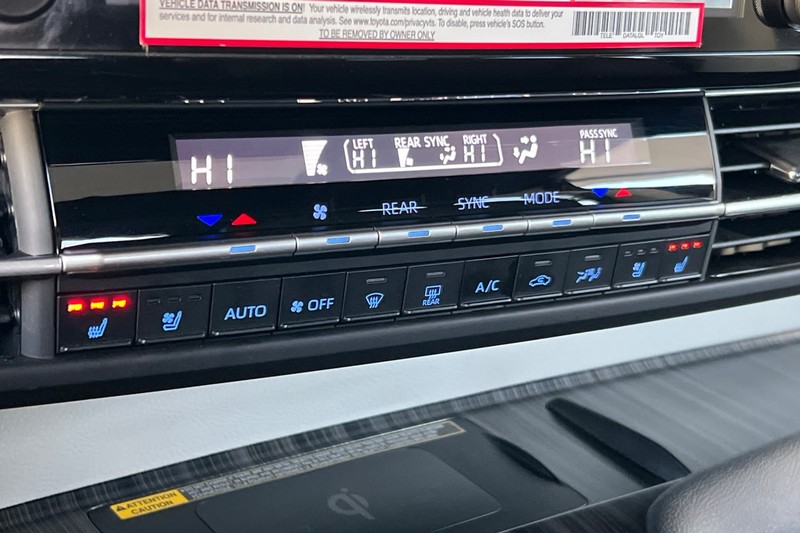 VEHICLE DATA TRANSMISSION IS ON! Your vehicle wirelessly transmits location, driving and vehicle health data to deliver your
services and for internal research and data analysis. See www.toyota.com/privacyvts. To disable, press vehicle's SOS button.
TO BE REMOVED BY OWNER ONLY
LEFT REAR SYNC RIGHT PASS SYNC
HI HI HI HI
REAR SYNC MODE
AUTO OFF REAR A/C
ATTENTION
CAUTION